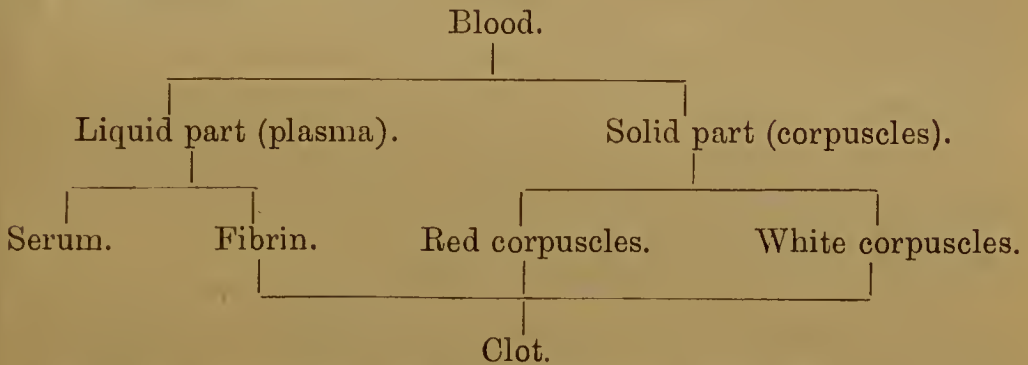 Blood.
Liquid part (plasma). Solid part (corpuscles).
Serum. Fibrin. Red corpuscles. White corpuscles.
Clot.